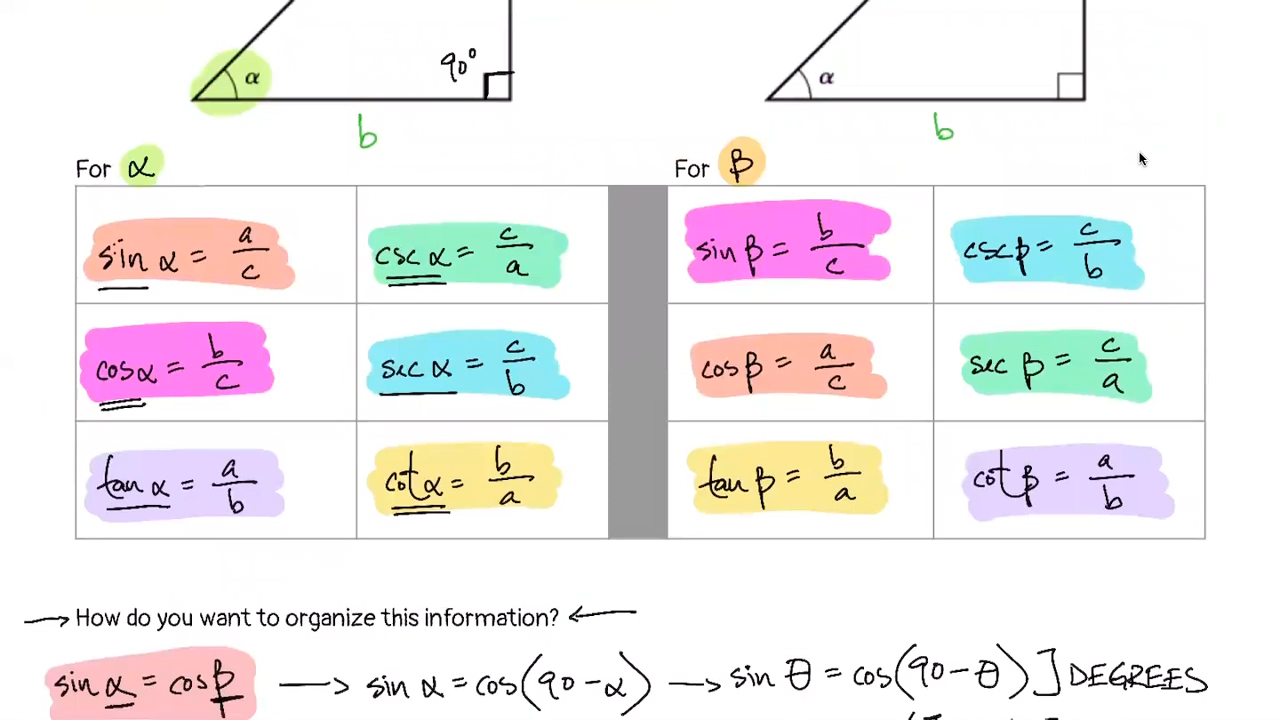 α 90° α
b b
For α For β
sin α = a/c csc α = c/a sin β = b/c csc β = c/b
cos α = b/c sec α = c/b cos β = a/c sec β = c/a
tan α = a/b cot α = b/a tan β = b/a cot β = a/b
→ How do you want to organize this information? ←
sin α = cos β → sin α = cos(90-α) → sin θ = cos(90-θ) ] DEGREES